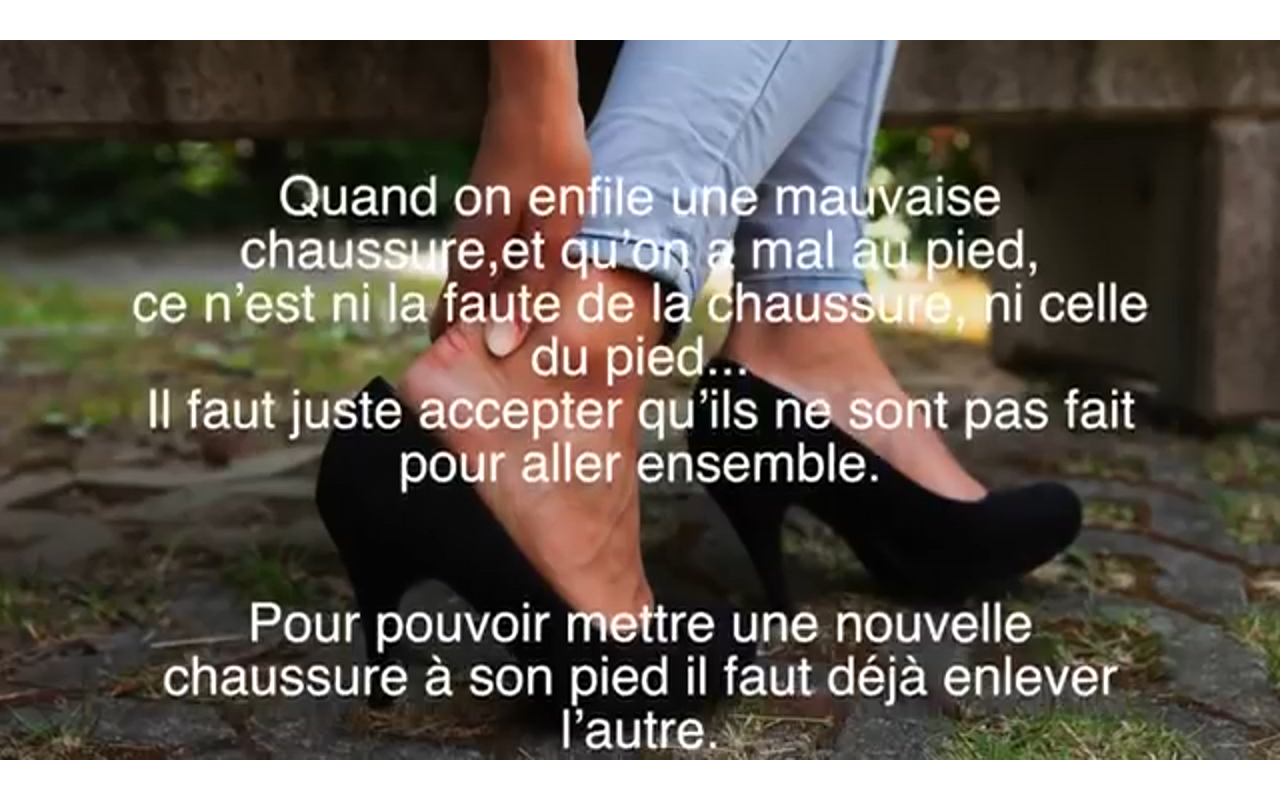 Quand on enfile une mauvaise
chaussure,et qu’on a mal au pied,
ce n’est ni la faute de la chaussure, ni celle
du pied...
Il faut juste accepter qu’ils ne sont pas fait
pour aller ensemble.
Pour pouvoir mettre une nouvelle
chaussure à son pied il faut déjà enlever
l’autre.